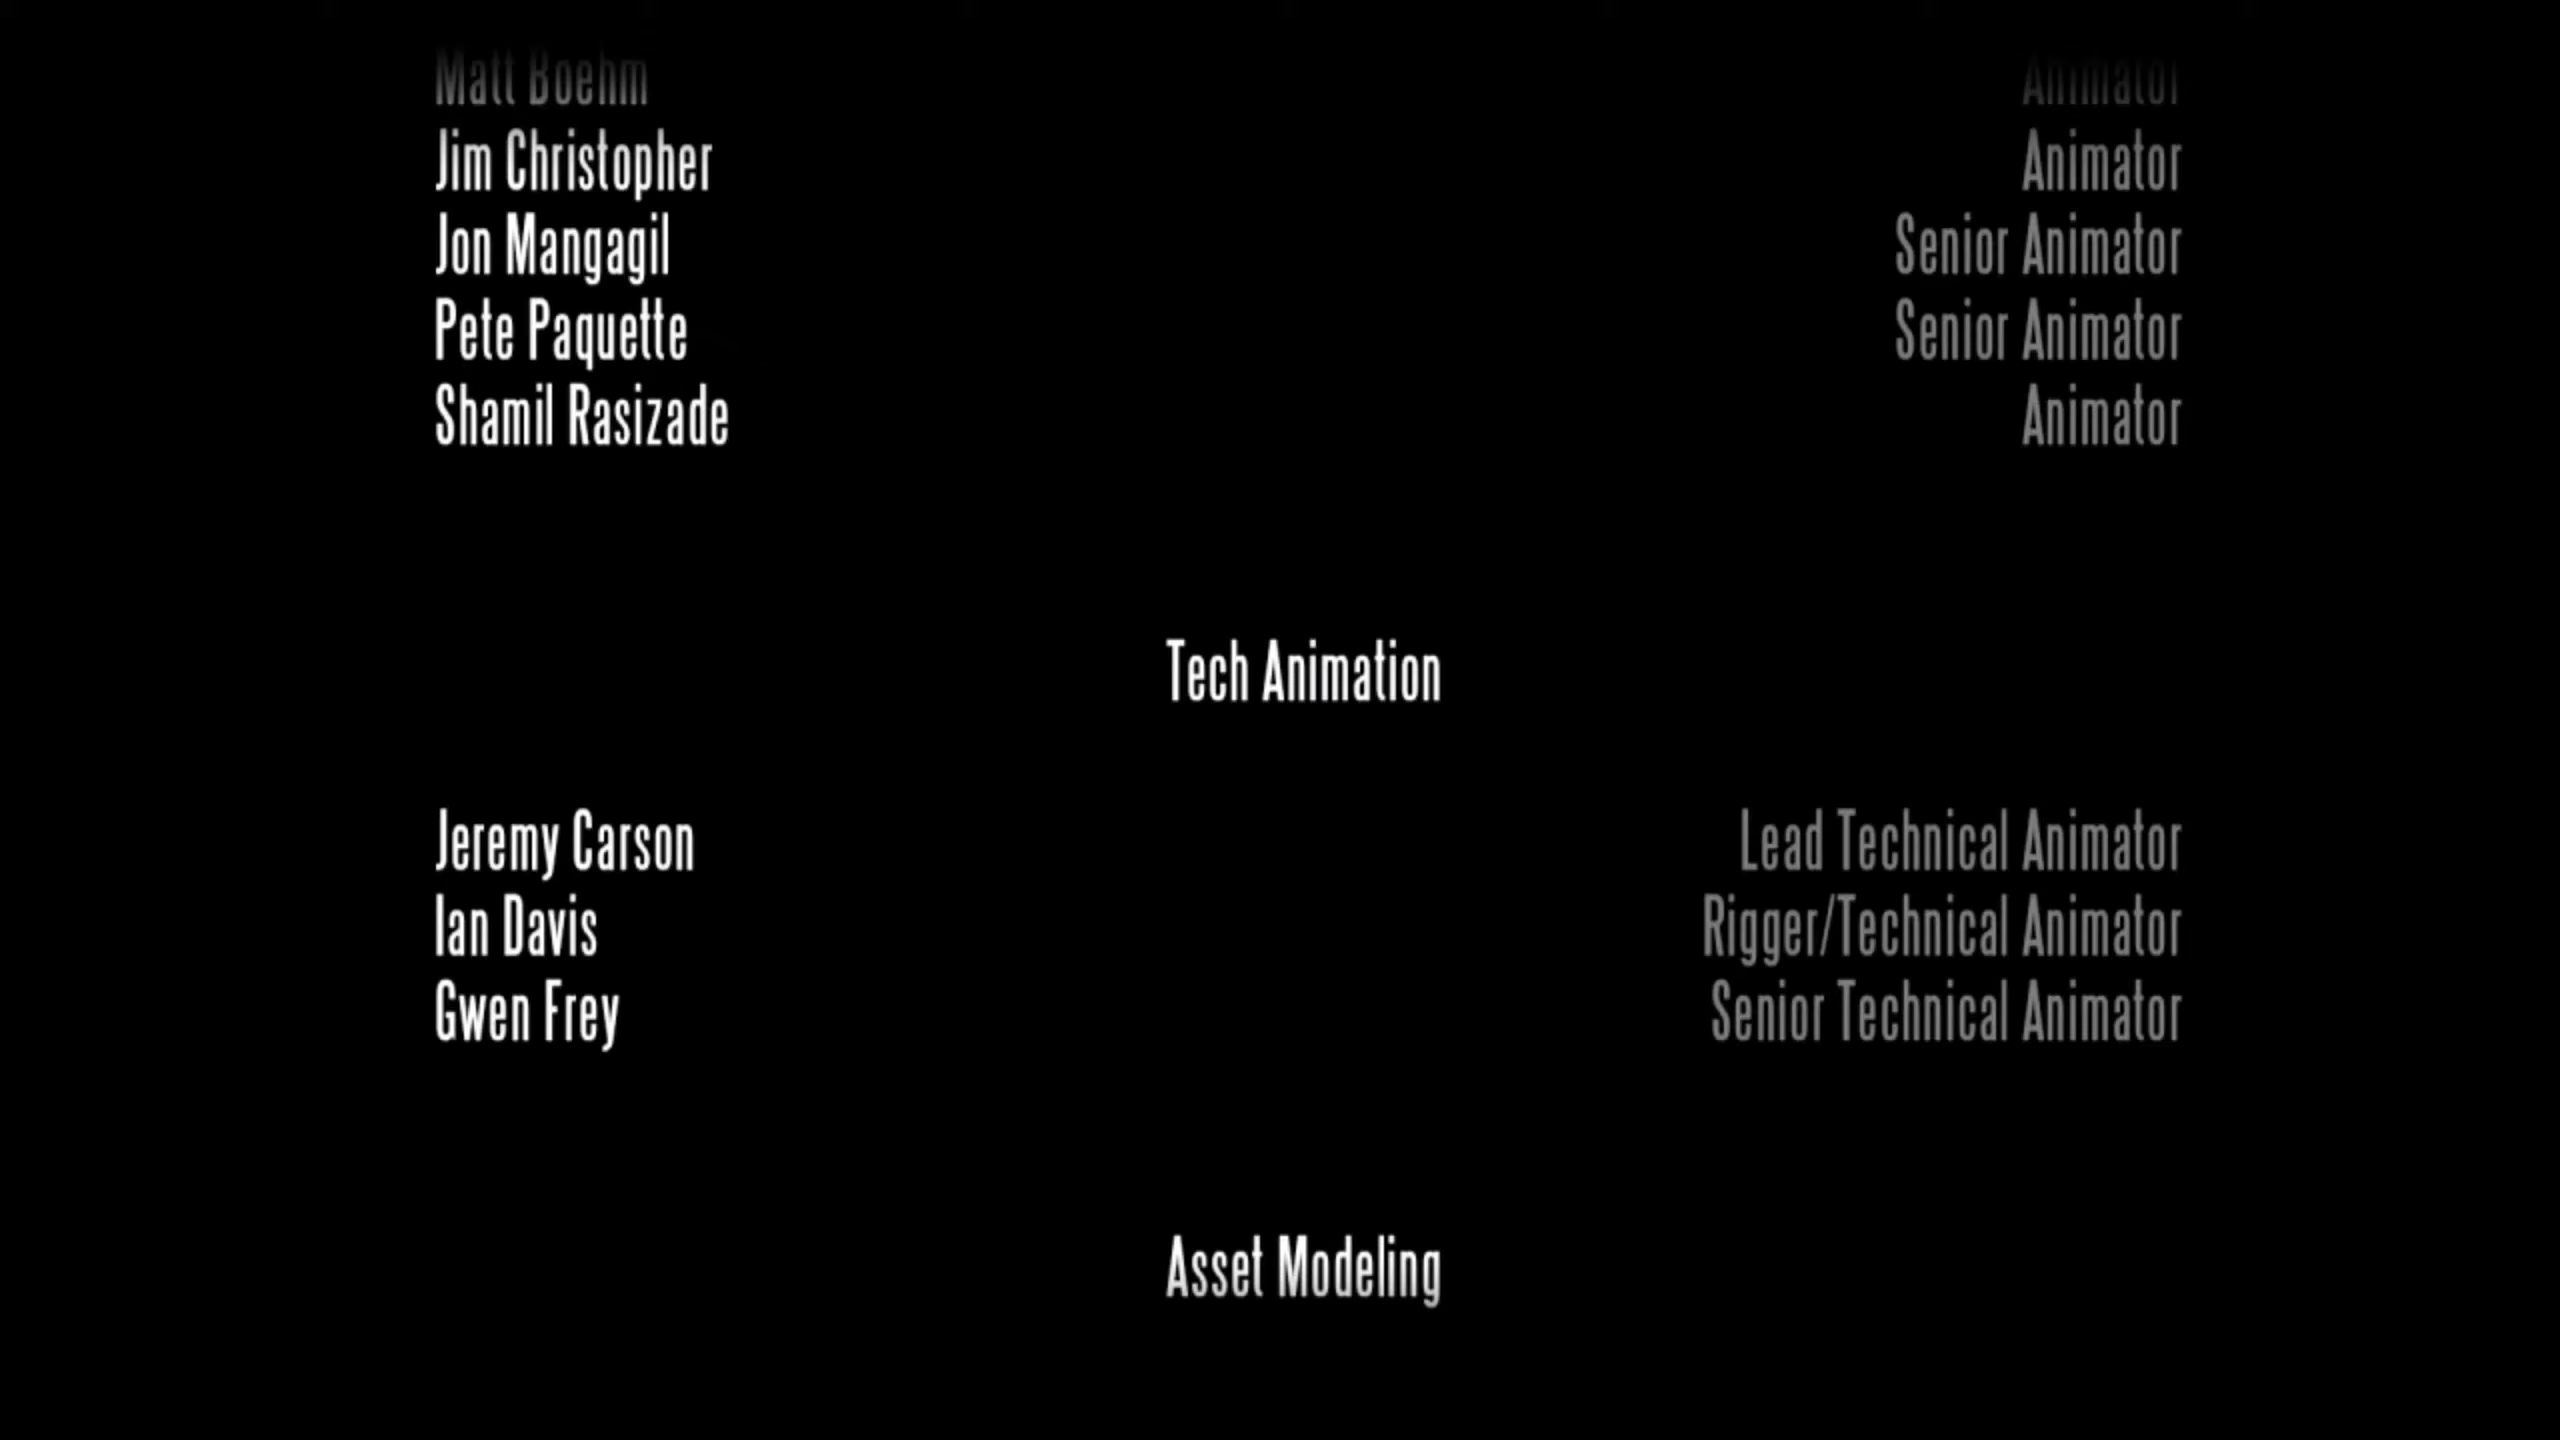 Matt Boehm Animator
Jim Christopher Animator
Jon Mangagil Senior Animator
Pete Paquette Senior Animator
Shamil Rasizade Animator
Tech Animation
Jeremy Carson Lead Technical Animator
Ian Davis Rigger/Technical Animator
Gwen Frey Senior Technical Animator
Asset Modeling